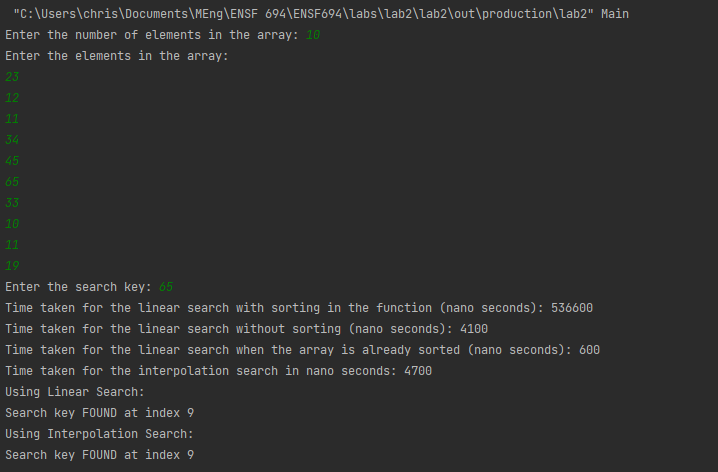 "C:\Users\chris\Documents\MEng\ENSF 694\ENSF694\labs\lab2\lab2\out\production\lab2" Main
Enter the number of elements in the array: 10
Enter the elements in the array:
23
12
11
34
45
65
33
10
11
19
Enter the search key: 65
Time taken for the linear search with sorting in the function (nano seconds): 536600
Time taken for the linear search without sorting (nano seconds): 4100
Time taken for the linear search when the array is already sorted (nano seconds): 600
Time taken for the interpolation search in nano seconds: 4700
Using Linear Search:
Search key FOUND at index 9
Using Interpolation Search:
Search key FOUND at index 9